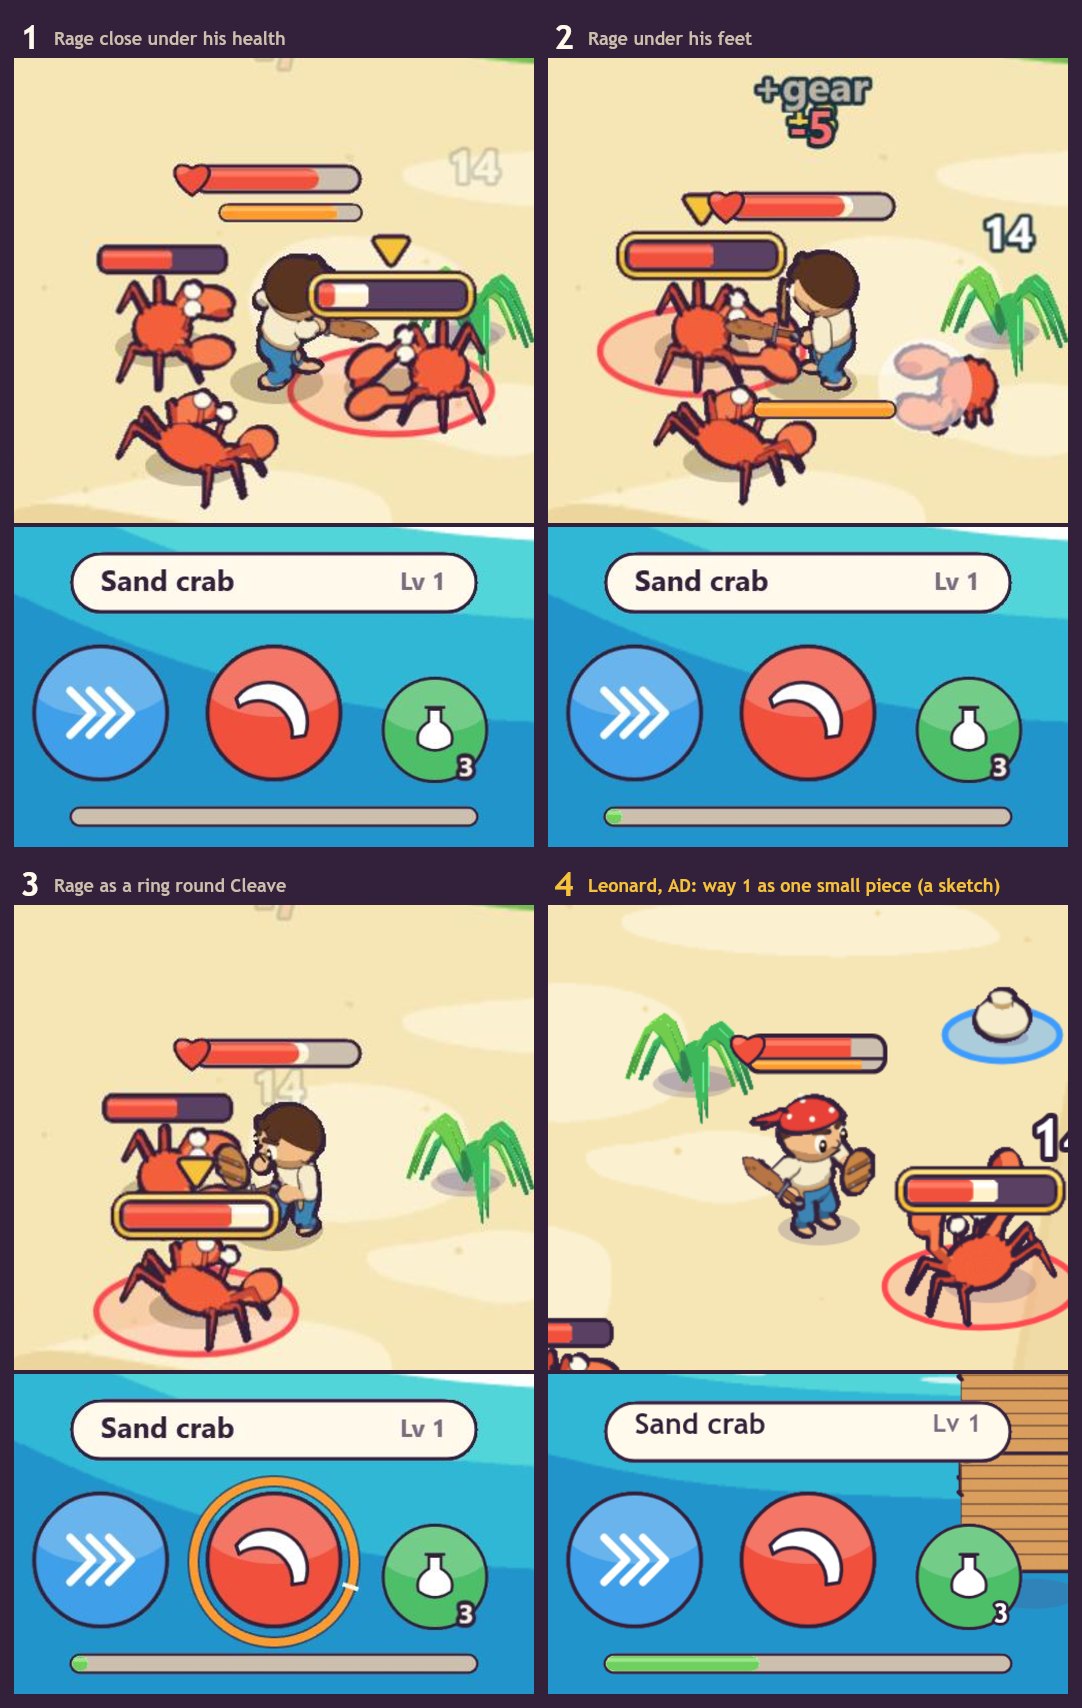 1 Rage close under his health
14
Sand crab Lv 1
3
2 Rage under his feet
+gear
-5
14
Sand crab Lv 1
3
3 Rage as a ring round Cleave
14
Sand crab Lv 1
3
4 Leonard, AD: way 1 as one small piece (a sketch)
Sand crab Lv 1
3